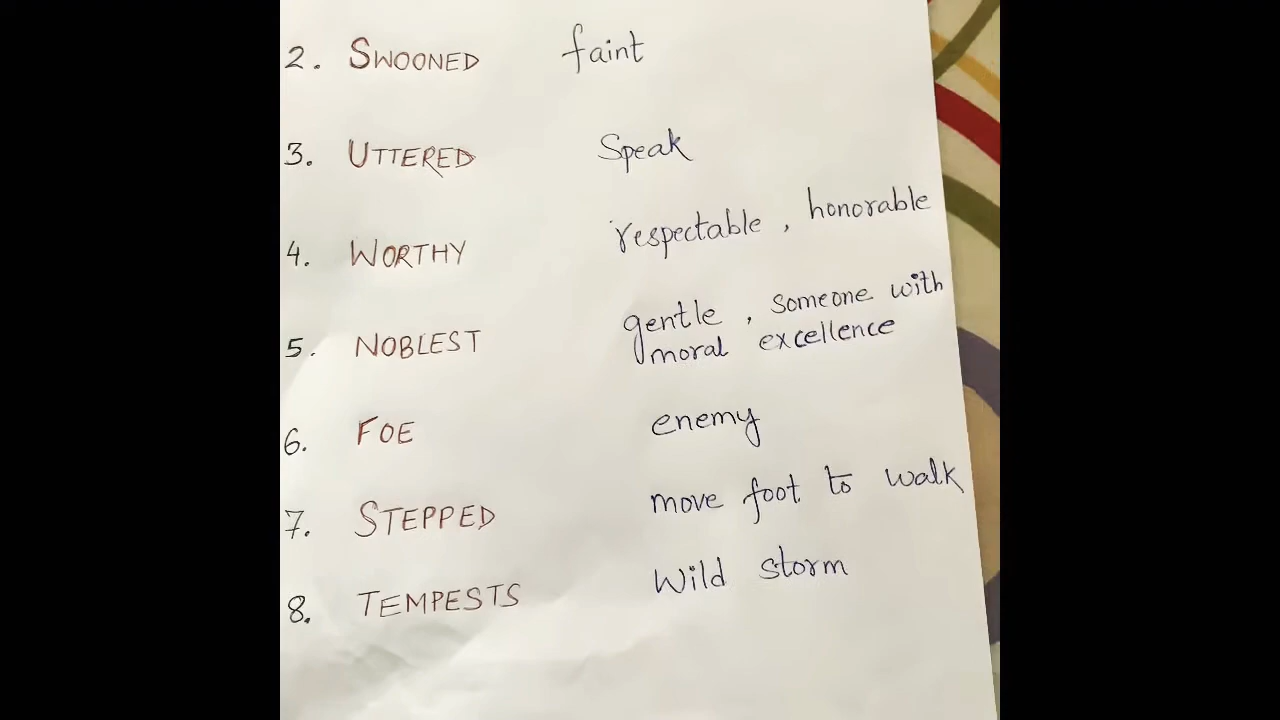 2. SWOONED faint
3. UTTERED Speak
4. WORTHY respectable, honorable
5. NOBLEST gentle, someone with
moral excellence
6. FOE enemy
7. STEPPED move foot to walk
8. TEMPESTS Wild storm